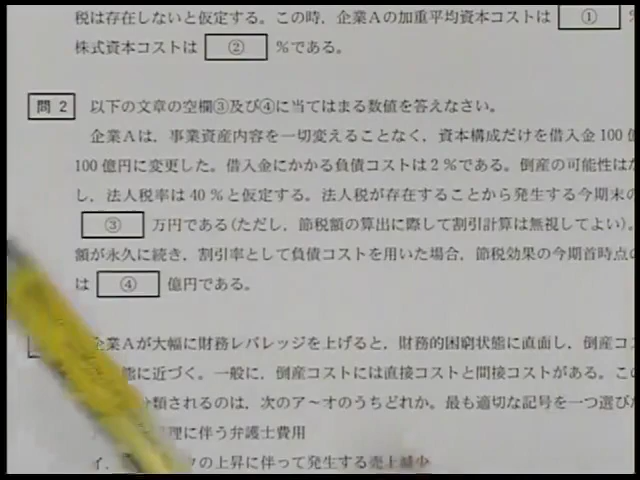 税は存在しないと仮定する。この時，企業Aの加重平均資本コストは ①
株式資本コストは ② ％である。
問 2 以下の文章の空欄③及び④に当てはまる数値を答えなさい。
企業Aは，事業資産内容を一切変えることなく，資本構成だけを借入金 100
100 億円に変更した。借入金にかかる負債コストは 2 ％である。倒産の可能性は
し，法人税率は 40 ％と仮定する。法人税が存在することから発生する今期末の
③ 万円である（ただし，節税額の算出に際して割引計算は無視してよい）。
額が永久に続き，割引率として負債コストを用いた場合，節税効果の今期首時点
は ④ 億円である。
企業Aが大幅に財務レバレッジを上げると，財務的困窮状態に直面し，倒産コ
態に近づく。一般に，倒産コストには直接コストと間接コストがある。こ
分類されるのは，次のア～オのうちどれか。最も適切な記号を一つ選び
理に伴う弁護士費用
イ． クの上昇に伴って発生する売上減少